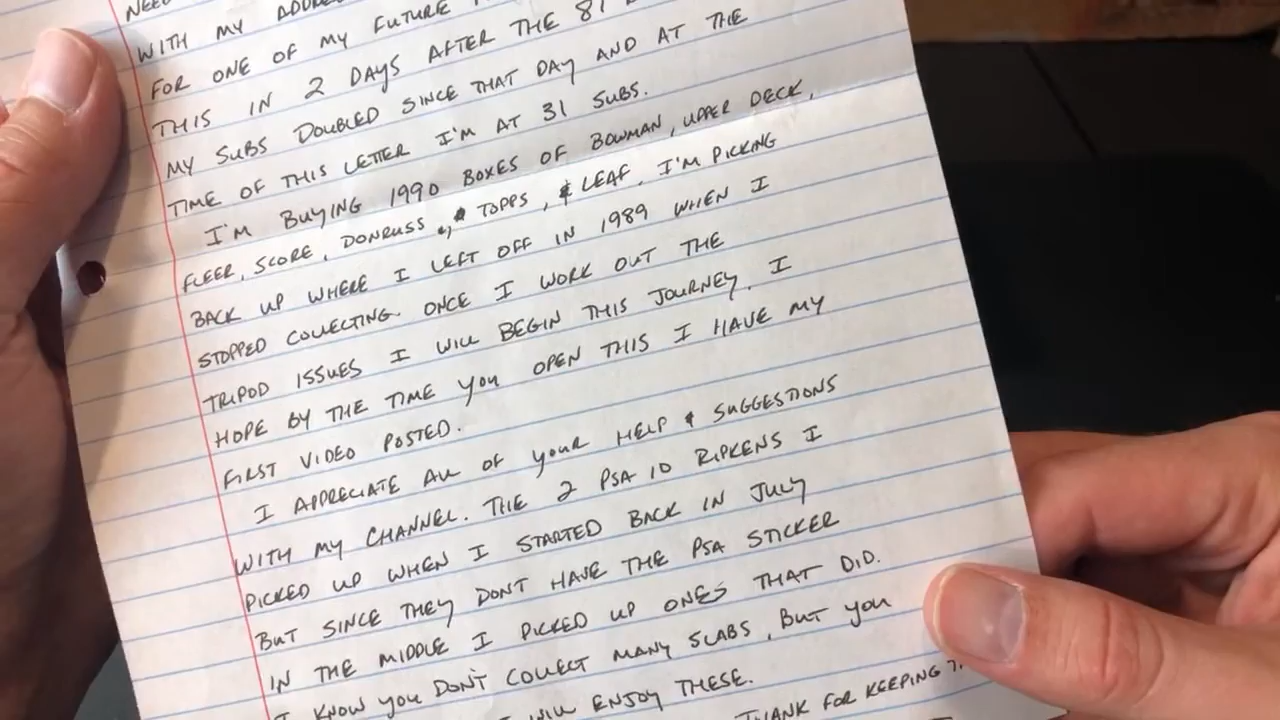 WITH MY
FOR ONE OF MY FUTURE
THIS IN 2 DAYS AFTER THE 81
MY SUBS DOUBLED SINCE THAT DAY AND AT THE
TIME OF THIS LETTER I'M AT 31 SUBS.
I'M BUYING 1990 BOXES OF BOWMAN, UPPER DECK,
FLEER, SCORE, DONRUSS, TOPPS, & LEAF. I'M PICKING
BACK UP WHERE I LEFT OFF IN 1989 WHEN I
STOPPED COLLECTING. ONCE I WORK OUT THE
TRIPOD ISSUES I WILL BEGIN THIS JOURNEY. I
HOPE BY THE TIME YOU OPEN THIS I HAVE MY
FIRST VIDEO POSTED.
I APPRECIATE ALL OF YOUR HELP & SUGGESTIONS
WITH MY CHANNEL. THE 2 PSA 10 RIPKENS I
PICKED UP WHEN I STARTED BACK IN JULY
BUT SINCE THEY DON'T HAVE THE PSA STICKER
IN THE MIDDLE I PICKED UP ONES THAT DID.
I KNOW YOU DON'T COLLECT MANY SLABS, BUT YOU
WILL ENJOY THESE.
THANK FOR KEEPING